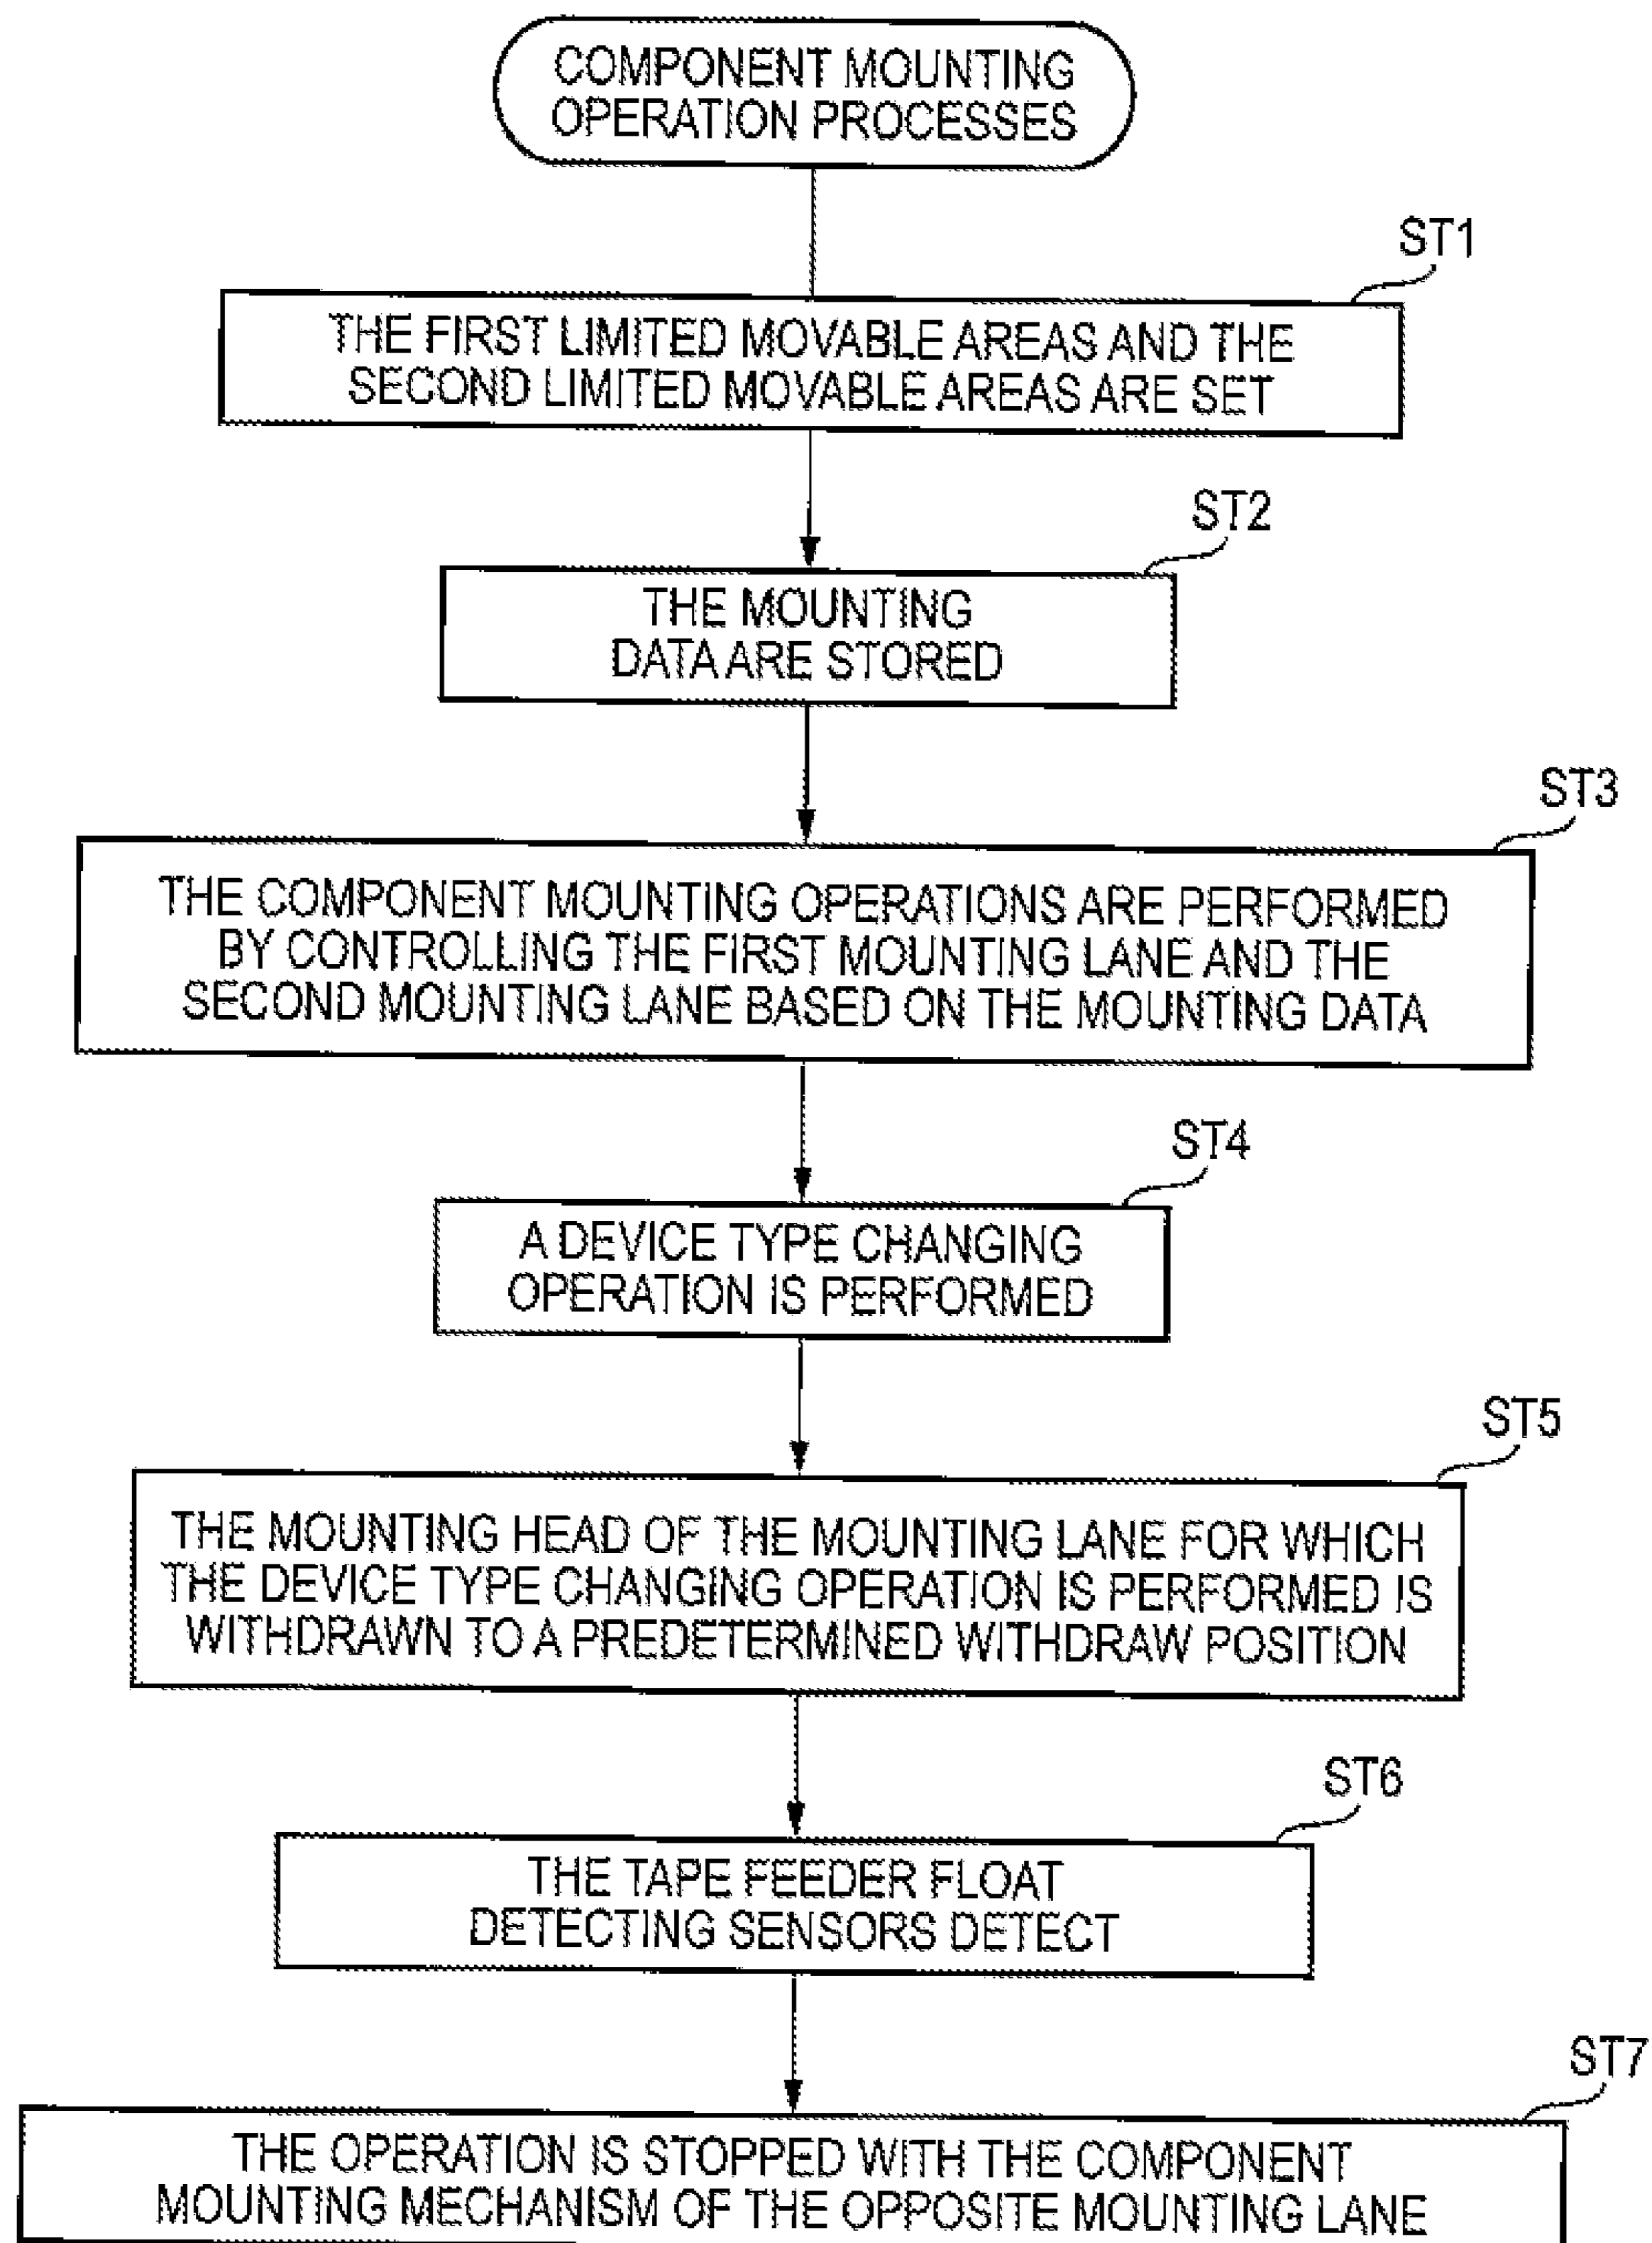 COMPONENT MOUNTING
OPERATION PROCESSES
ST1
THE FIRST LIMITED MOVABLE AREAS AND THE
SECOND LIMITED MOVABLE AREAS ARE SET
ST2
THE MOUNTING
DATA ARE STORED
ST3
THE COMPONENT MOUNTING OPERATIONS ARE PERFORMED
BY CONTROLLING THE FIRST MOUNTING LANE AND THE
SECOND MOUNTING LANE BASED ON THE MOUNTING DATA
ST4
A DEVICE TYPE CHANGING
OPERATION IS PERFORMED
ST5
THE MOUNTING HEAD OF THE MOUNTING LANE FOR WHICH
THE DEVICE TYPE CHANGING OPERATION IS PERFORMED IS
WITHDRAWN TO A PREDETERMINED WITHDRAW POSITION
ST6
THE TAPE FEEDER FLOAT
DETECTING SENSORS DETECT
ST7
THE OPERATION IS STOPPED WITH THE COMPONENT
MOUNTING MECHANISM OF THE OPPOSITE MOUNTING LANE